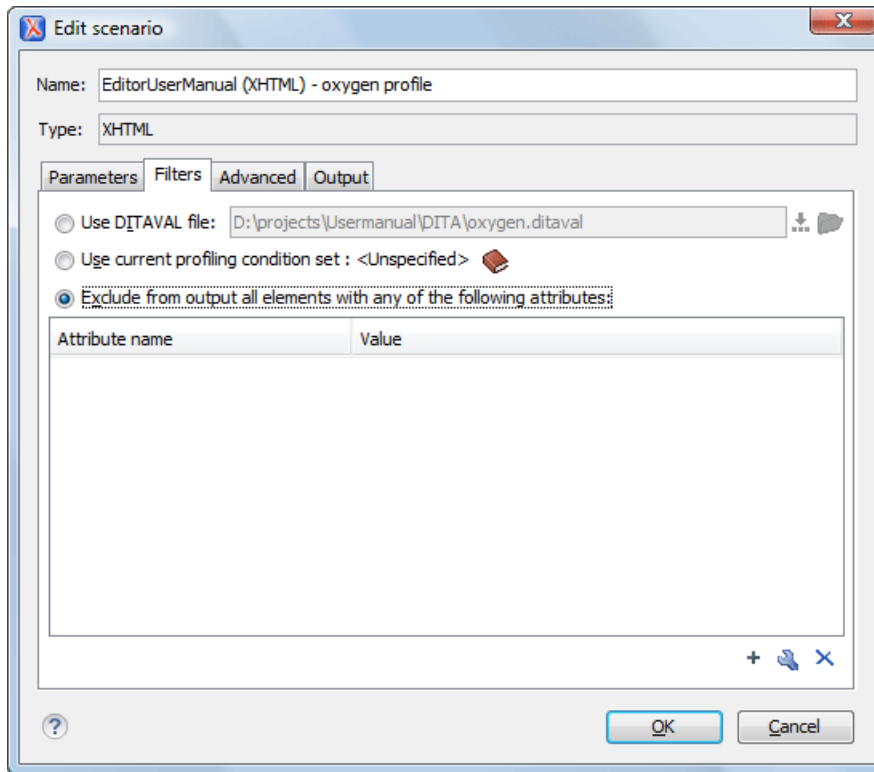 Edit scenario
Name: EditorUserManual (XHTML) - oxygen profile
Type: XHTML
Parameters Filters Advanced Output
Use DITAVAL file: D:\projects\Usermanual\DITA\oxygen.ditaval
Use current profiling condition set : <Unspecified>
Exclude from output all elements with any of the following attributes:
Attribute name Value
OK Cancel